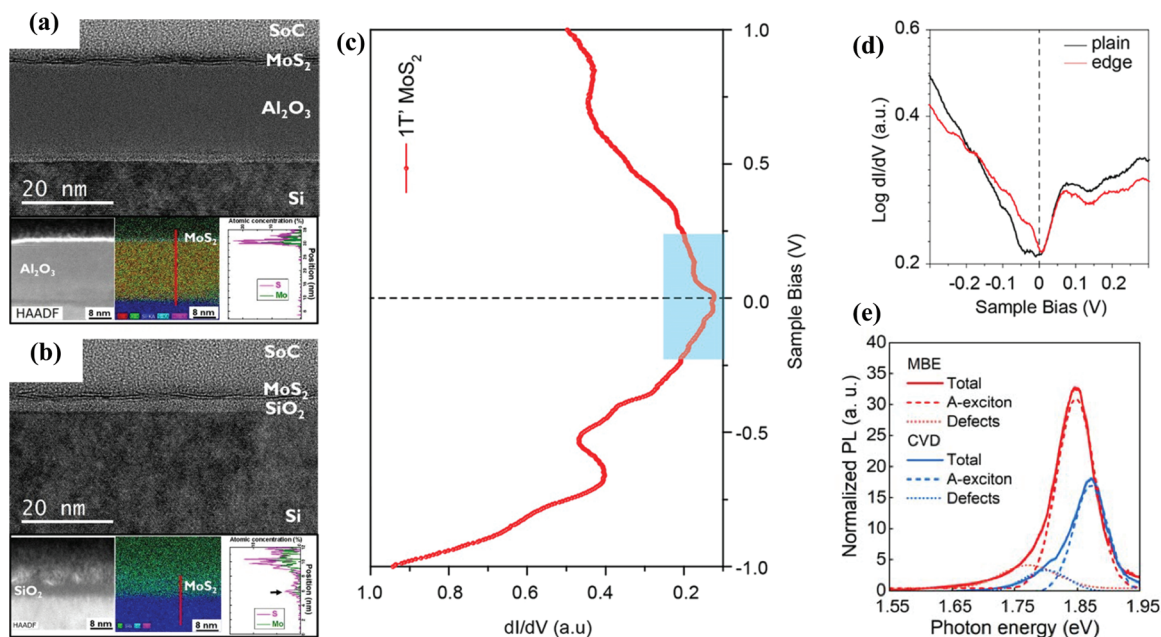 (a)
SoC
MoS2
Al2O3
20 nm
Si
Al2O3
HAADF
8 nm
MoS2
8 nm
Atomic concentration (%)
Position (nm)
S
Mo
(b)
SoC
MoS2
SiO2
20 nm
Si
SiO2
HAADF
8 nm
MoS2
8 nm
Atomic concentration (%)
Position (nm)
S
Mo
(c)
1T' MoS2
1.0
0.5
0.0
-0.5
-1.0
Sample Bias (V)
1.0 0.8 0.6 0.4 0.2
dI/dV (a.u)
(d)
0.6
0.4
0.2
Log dI/dV (a.u.)
plain
edge
-0.2 -0.1 0 0.1 0.2
Sample Bias (V)
(e)
40
35
30
25
20
15
10
5
0
Normalized PL (a. u.)
MBE
Total
A-exciton
Defects
CVD
Total
A-exciton
Defects
1.55 1.65 1.75 1.85 1.95
Photon energy (eV)